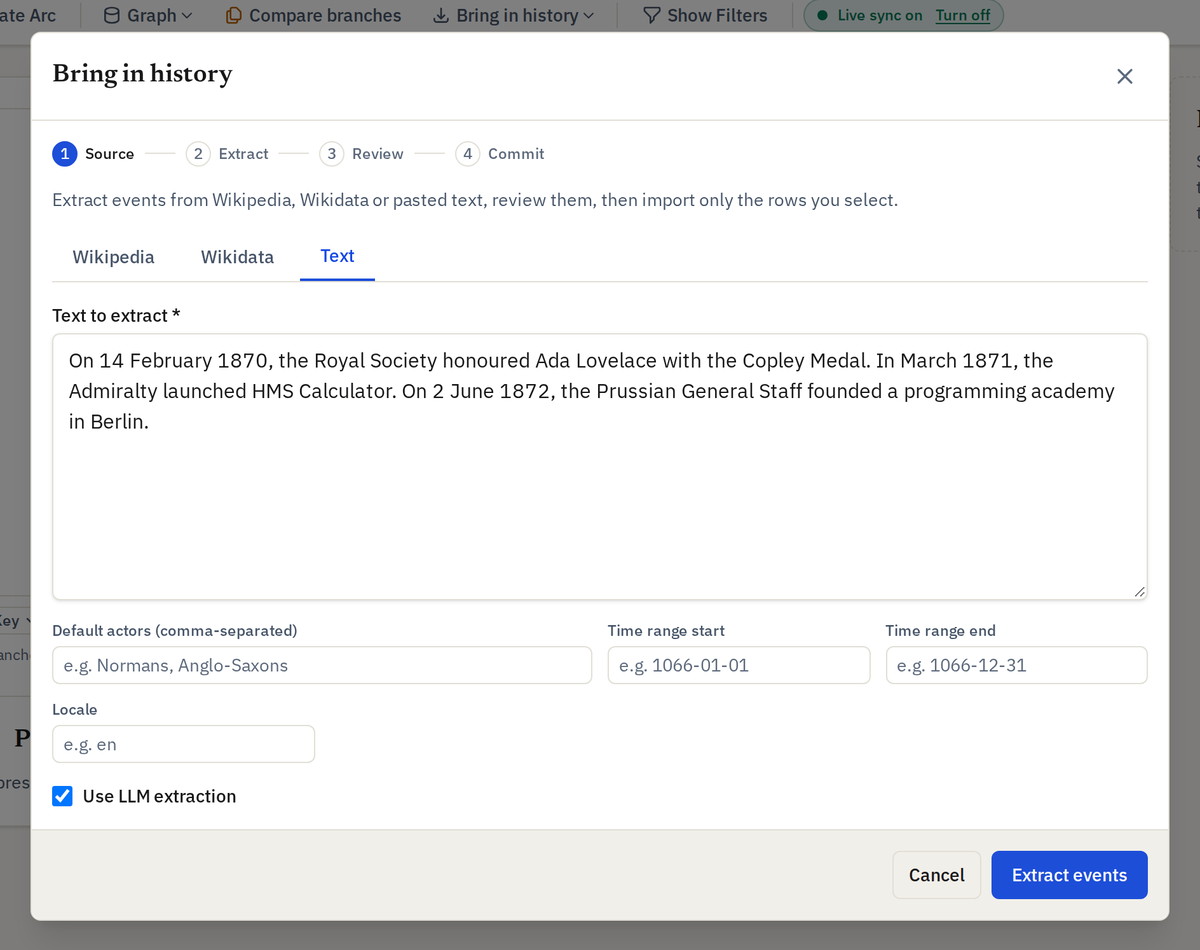 ate Arc
Graph
Compare branches
Bring in history
Show Filters
Live sync on Turn off
Bring in history
1 Source
2 Extract
3 Review
4 Commit
Extract events from Wikipedia, Wikidata or pasted text, review them, then import only the rows you select.
Wikipedia
Wikidata
Text
Text to extract *
On 14 February 1870, the Royal Society honoured Ada Lovelace with the Copley Medal. In March 1871, the
Admiralty launched HMS Calculator. On 2 June 1872, the Prussian General Staff founded a programming academy
in Berlin.
Default actors (comma-separated)
Time range start
Time range end
e.g. Normans, Anglo-Saxons
e.g. 1066-01-01
e.g. 1066-12-31
Locale
e.g. en
Use LLM extraction
Cancel
Extract events